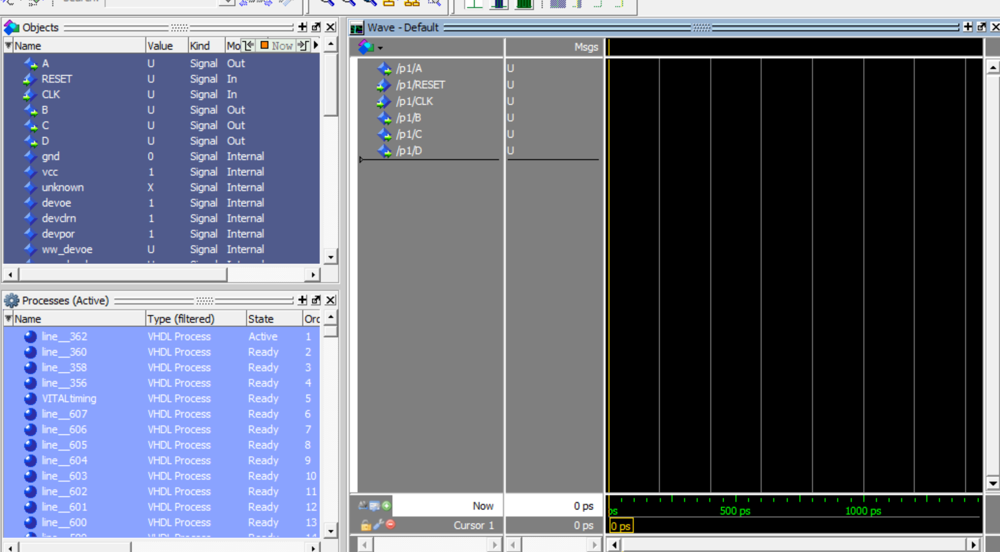 Objects
Name Value Kind Mo Now
A U Signal Out
RESET U Signal In
CLK U Signal In
B U Signal Out
C U Signal Out
D U Signal Out
gnd 0 Signal Internal
vcc 1 Signal Internal
unknown X Signal Internal
devoe 1 Signal Internal
devclrn 1 Signal Internal
devpor 1 Signal Internal
ww_devoe U Signal Internal
Processes (Active)
Name Type (filtered) State Orc
line__362 VHDL Process Active 1
line__360 VHDL Process Ready 2
line__358 VHDL Process Ready 3
line__356 VHDL Process Ready 4
VITALtiming VHDL Process Ready 5
line__607 VHDL Process Ready 6
line__606 VHDL Process Ready 7
line__605 VHDL Process Ready 8
line__604 VHDL Process Ready 9
line__603 VHDL Process Ready 10
line__602 VHDL Process Ready 11
line__601 VHDL Process Ready 12
line__600 VHDL Process Ready 13
Wave - Default
Msgs
/p1/A U
/p1/RESET U
/p1/CLK U
/p1/B U
/p1/C U
/p1/D U
Now 0 ps
ps 500 ps 1000 ps
Cursor 1 0 ps
0 ps